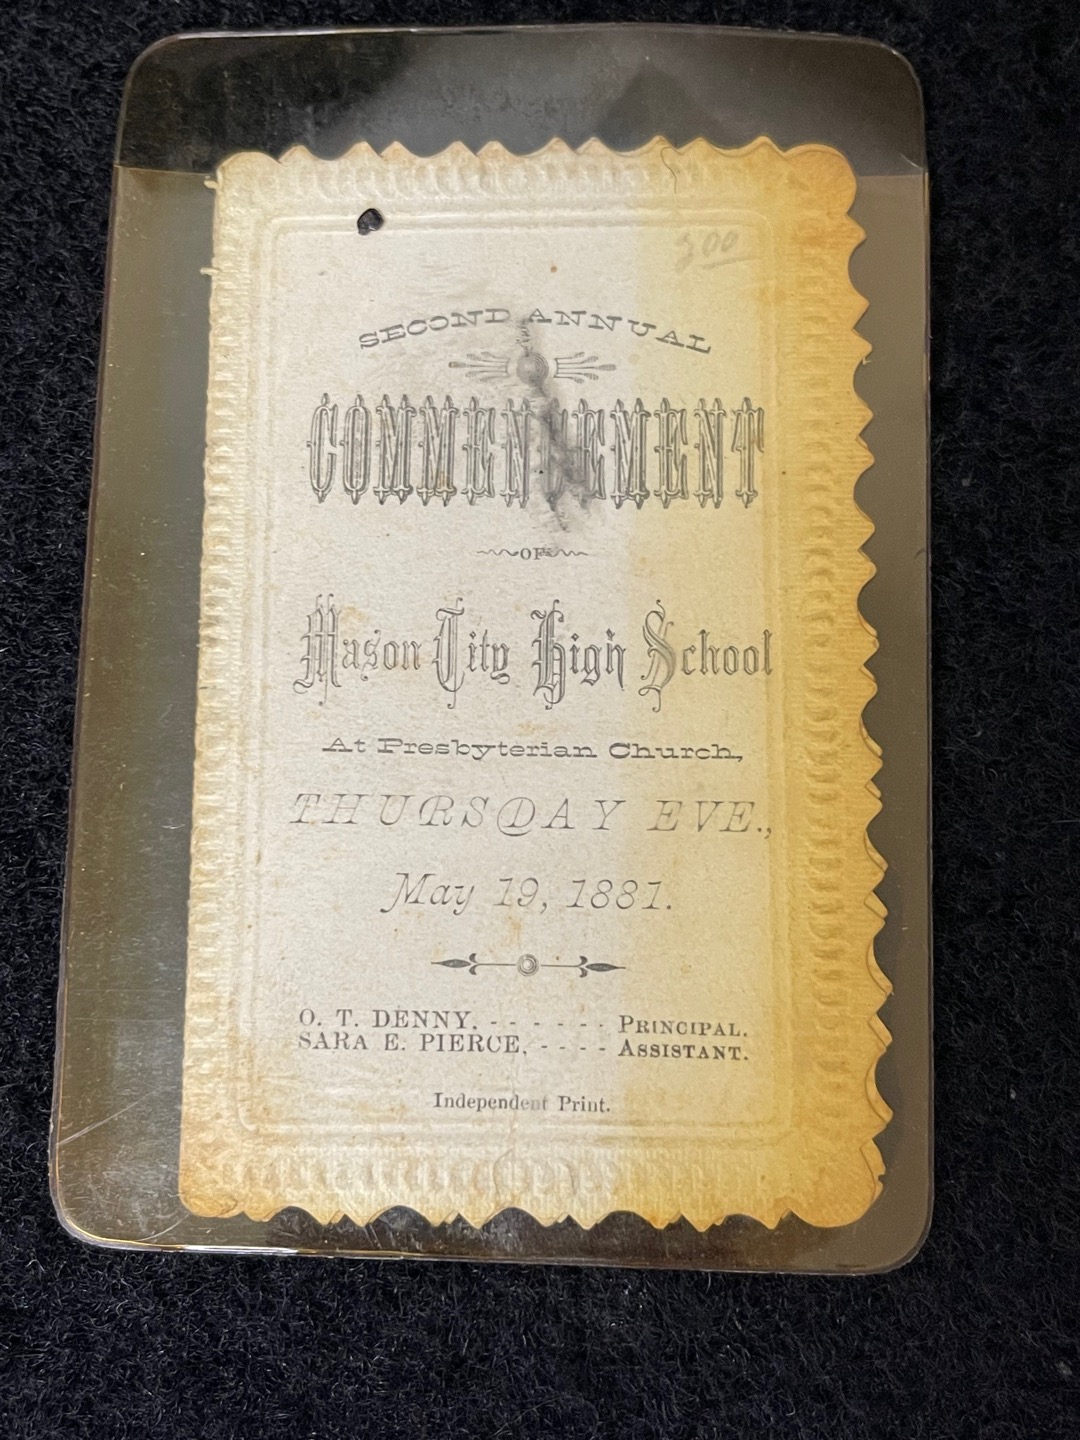 300
SECOND ANNUAL
COMMENCEMENT
OF
Mason City High School
At Presbyterian Church,
THURSDAY EVE.,
May 19, 1881.
O. T. DENNY, - - - - - - PRINCIPAL.
SARA E. PIERCE, - - - - ASSISTANT.
Independent Print.